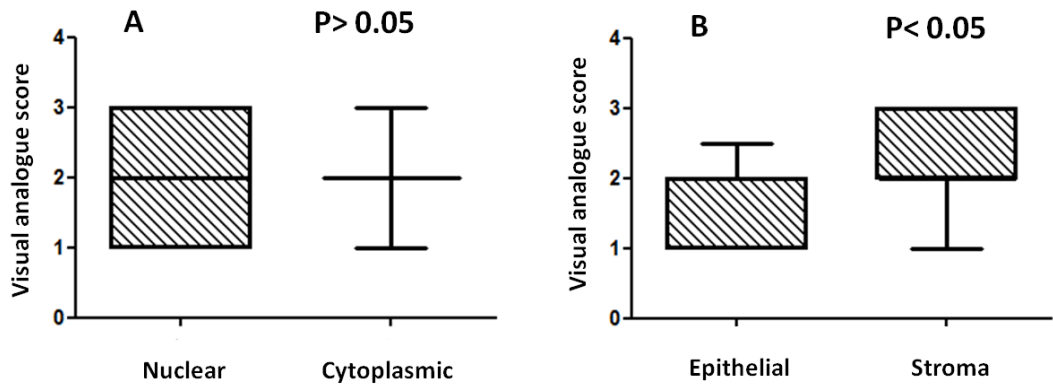 A P> 0.05
Visual analogue score
4
3
2
1
0
Nuclear Cytoplasmic
B P< 0.05
Visual analogue score
4
3
2
1
0
Epithelial Stroma